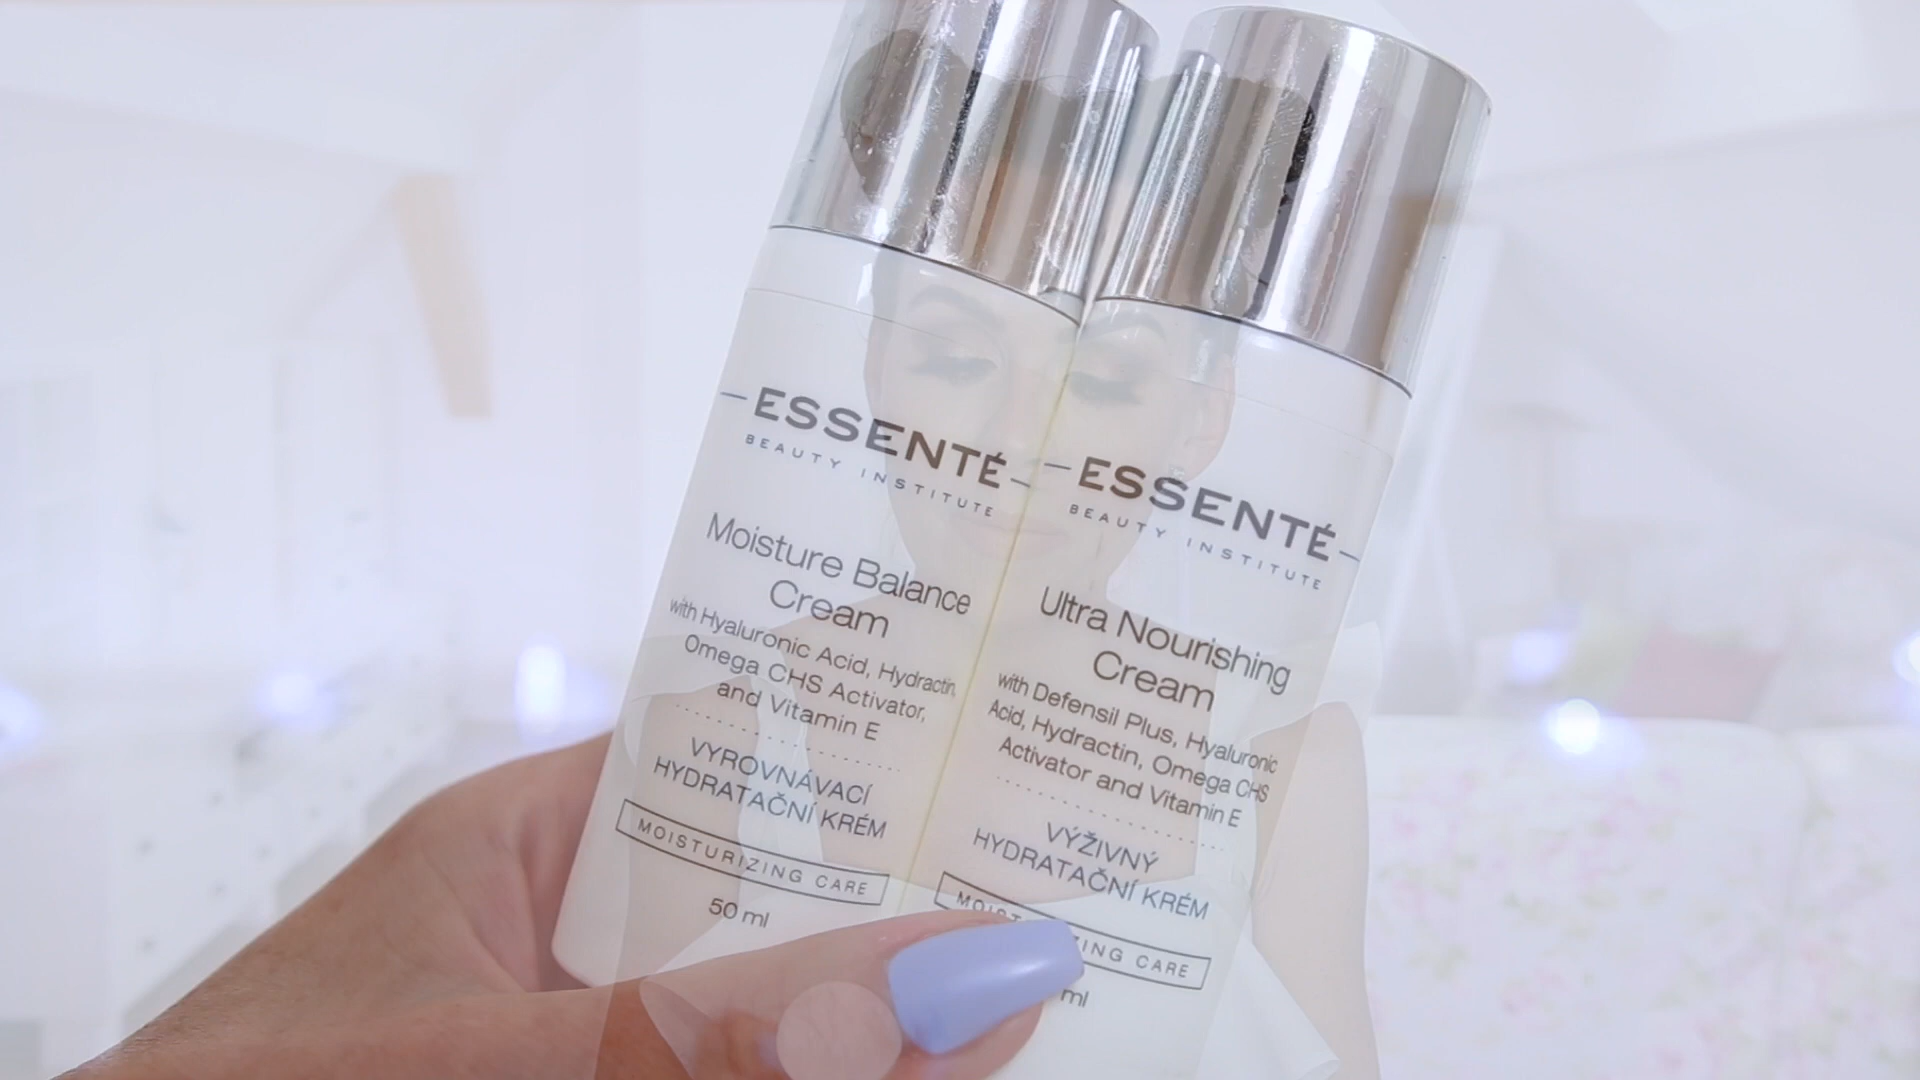 ESSENTÉ
BEAUTY INSTITUTE
Moisture Balance
Cream
with Hyaluronic Acid, Hydractin,
Omega CHS Activator,
and Vitamin E
VYROVNÁVACÍ
HYDRATAČNÍ KRÉM
MOISTURIZING CARE
50 ml
ESSENTÉ
BEAUTY INSTITUTE
Ultra Nourishing
Cream
with Defensil Plus, Hyaluronic
Acid, Hydractin, Omega CHS
Activator and Vitamin E
VÝŽIVNÝ
HYDRATAČNÍ KRÉM
CARE
ml